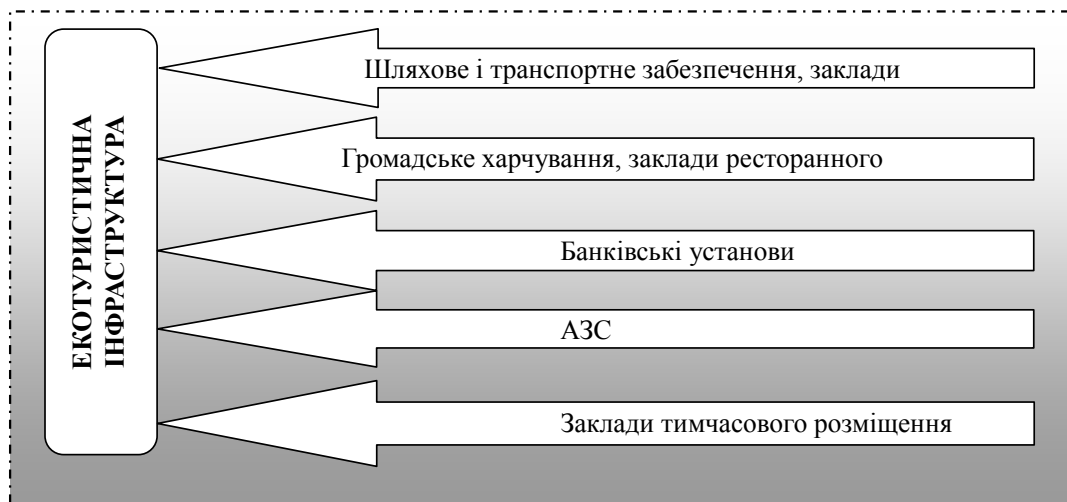 ЕКОТУРИСТИЧНА
ІНФРАСТРУКТУРА
Шляхове і транспортне забезпечення, заклади
Громадське харчування, заклади ресторанного
Банківські установи
АЗС
Заклади тимчасового розміщення